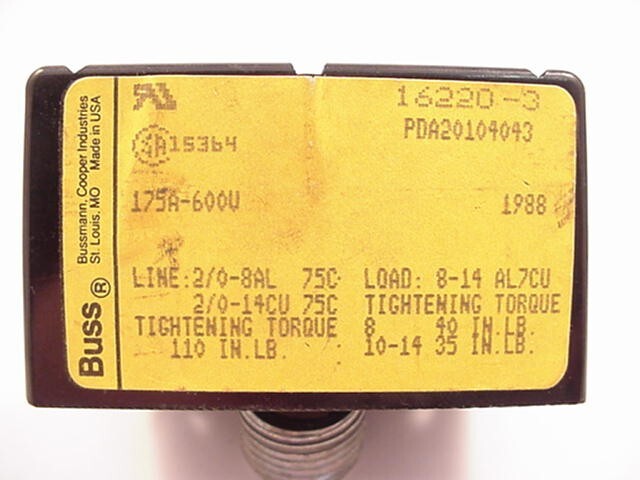 Buss®
Bussmann, Cooper Industries
St. Louis, MO Made in USA
16220-3
PDA20104043
SA 15364
175A-600V
1988
LINE: 2/0-8AL 75C
2/0-14CU 75C
TIGHTENING TORQUE
110 IN.LB.
LOAD: 8-14 AL7CU
TIGHTENING TORQUE
8 40 IN.LB.
10-14 35 IN.LB.